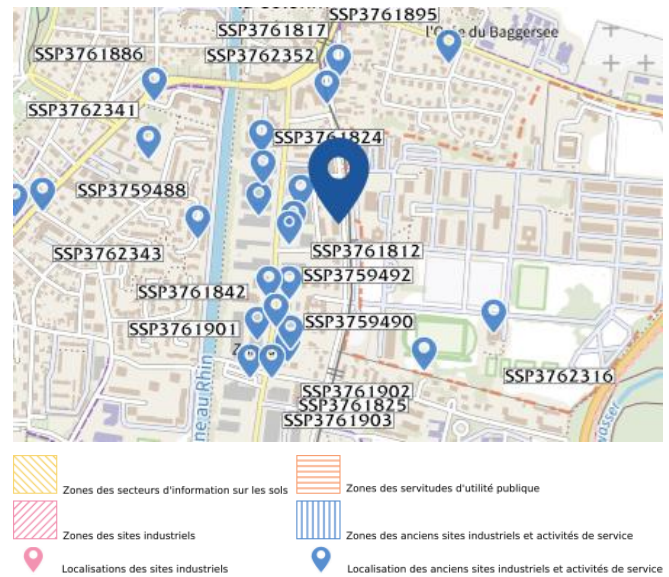 SSP3761895
SSP3761817
l'Orée du Baggersee
SSP3761886
SSP3762352
SSP3762341
SSP3761824
SSP3759488
SSP3761812
SSP3762343
SSP3759492
SSP3761842
SSP3761901
SSP3759490
SSP3762316
SSP3761902
SSP3761825
SSP3761903
ne au Rhin
Zones des secteurs d'information sur les sols
Zones des servitudes d'utilité publique
Zones des sites industriels
Zones des anciens sites industriels et activités de service
Localisations des sites industriels
Localisation des anciens sites industriels et activités de service